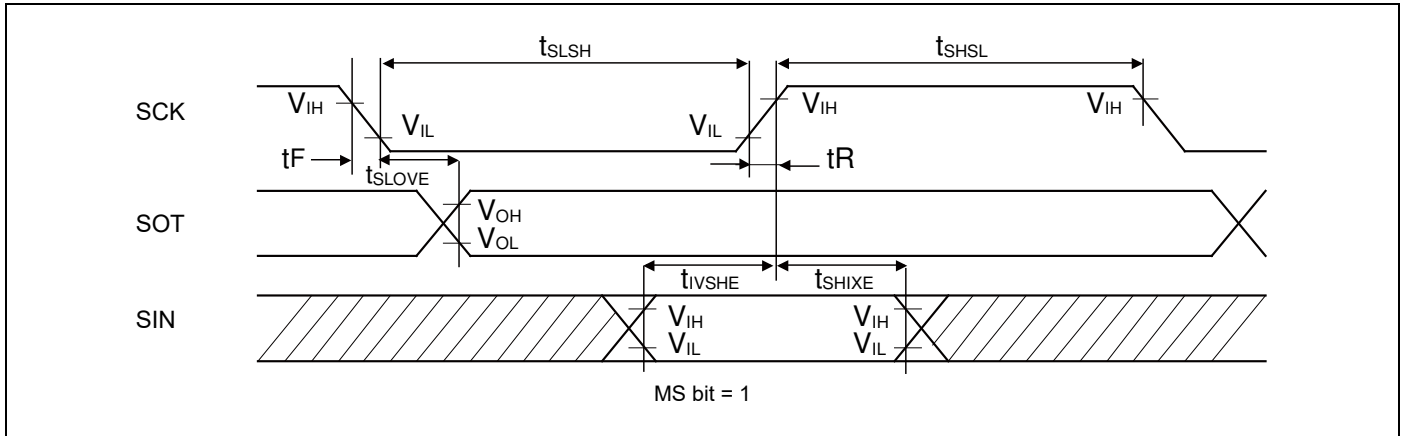 tSLSH
tSHSL
SCK
VIH
VIL
VIL
VIH
VIH
tF
tSLOVE
tR
SOT
VOH
VOL
tIVSHE
tSHIXE
SIN
VIH
VIL
VIH
VIL
MS bit = 1